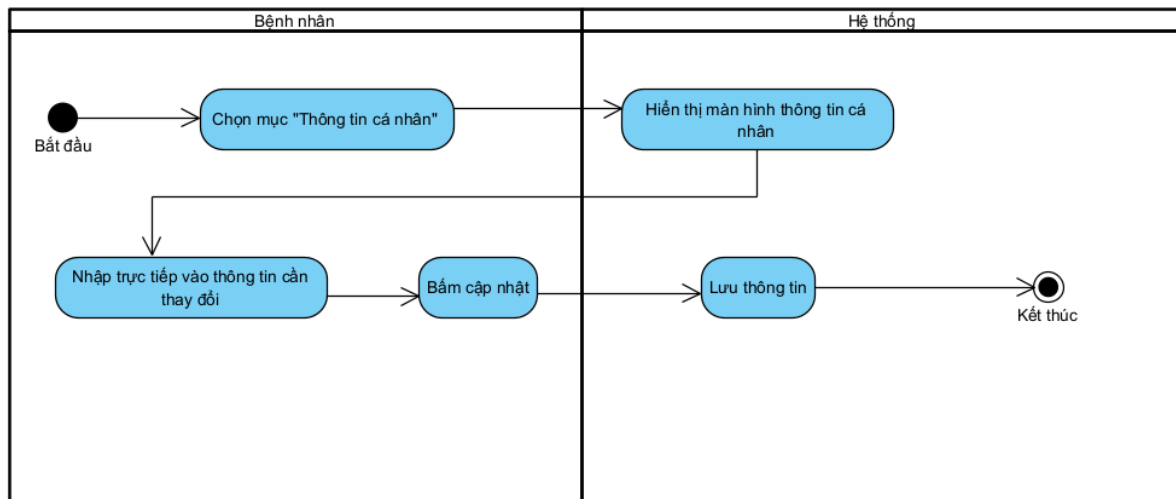 Bệnh nhân
Hệ thống
Bắt đầu
Chọn mục "Thông tin cá nhân"
Hiển thị màn hình thông tin cá
nhân
Nhập trực tiếp vào thông tin cần
thay đổi
Bấm cập nhật
Lưu thông tin
Kết thúc